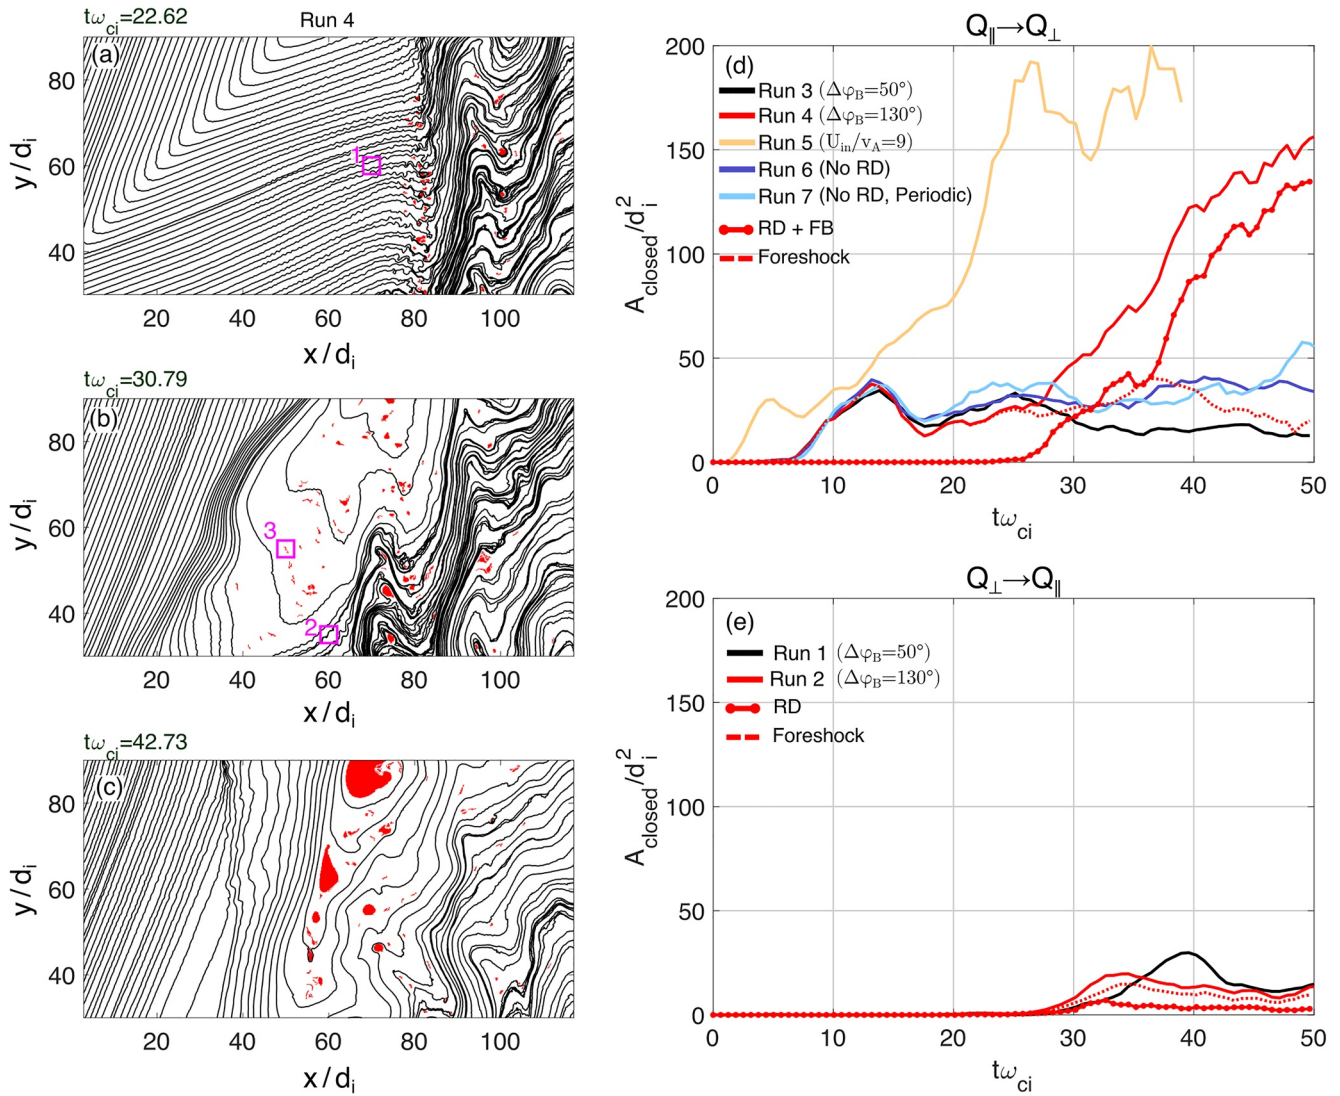 tω_ci=22.62
Run 4
(a)
1
80
60
40
y / d_i
20 40 60 80 100
x / d_i
tω_ci=30.79
(b)
3
2
80
60
40
y / d_i
20 40 60 80 100
x / d_i
tω_ci=42.73
(c)
80
60
40
y / d_i
20 40 60 80 100
x / d_i
Q_∥→Q_⊥
(d)
Run 3 (Δφ_B=50°)
Run 4 (Δφ_B=130°)
Run 5 (U_in/v_A=9)
Run 6 (No RD)
Run 7 (No RD, Periodic)
RD + FB
Foreshock
200
150
100
50
0
A_closed/d_i^2
0 10 20 30 40 50
tω_ci
Q_⊥→Q_∥
(e)
Run 1 (Δφ_B=50°)
Run 2 (Δφ_B=130°)
RD
Foreshock
200
150
100
50
0
A_closed/d_i^2
0 10 20 30 40 50
tω_ci